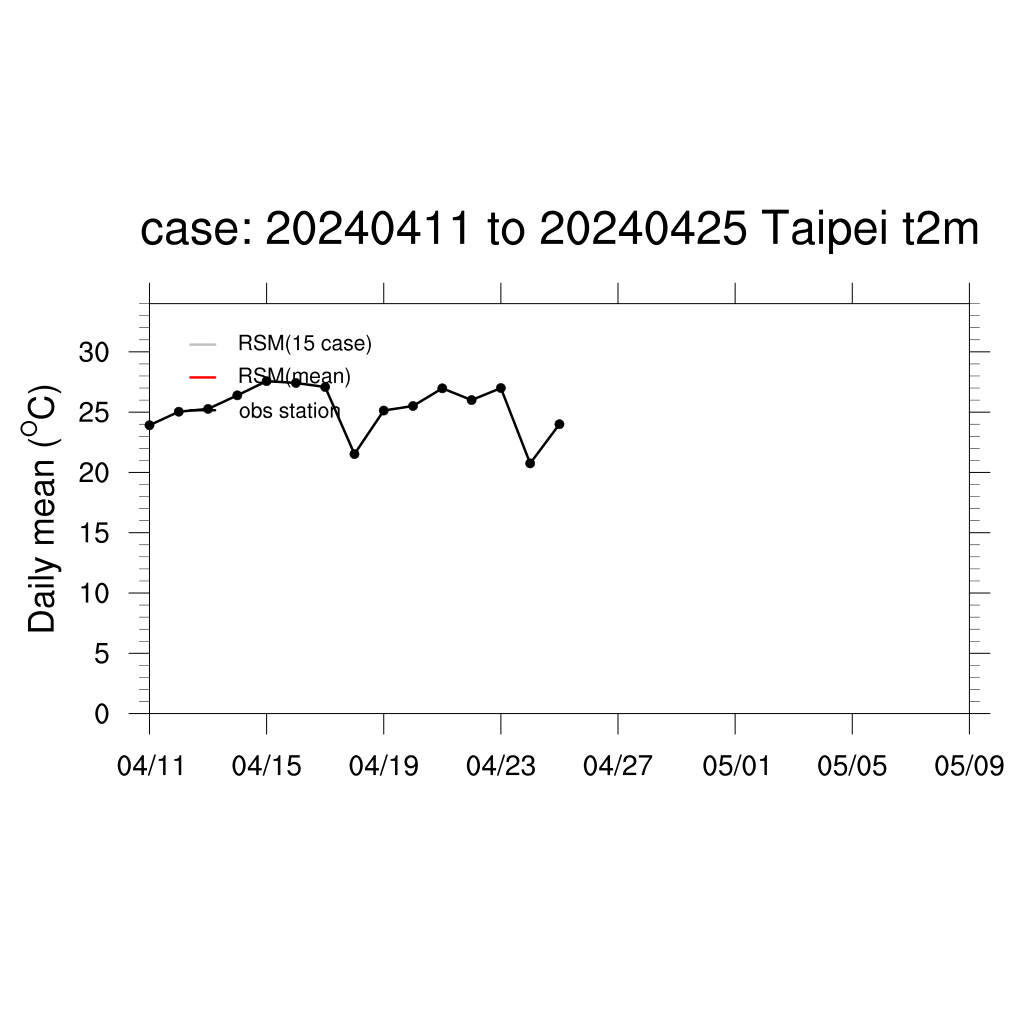 case: 20240411 to 20240425 Taipei t2m
RSM(15 case)
RSM(mean)
obs station
Daily mean (°C)
30
25
20
15
10
5
0
04/11 04/15 04/19 04/23 04/27 05/01 05/05 05/09